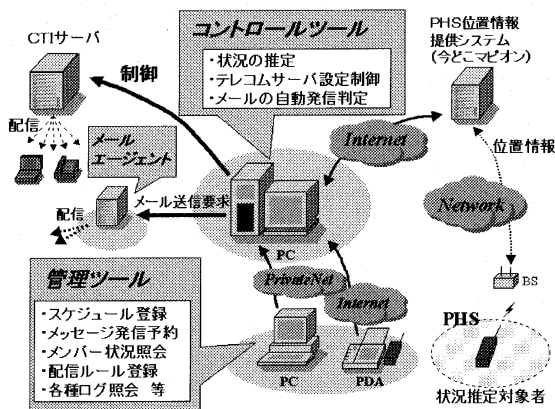 CTIサーバ
コントロールツール
・状況の推定
・テレコムサーバ設定制御
・メールの自動発信判定
PHS位置情報
提供システム
(今どこマピオン)
制御
配信
メール
エージェント
Internet
位置情報
配信
メール送信要求
PC
Network
管理ツール
・スケジュール登録
・メッセージ発信予約
・メンバー状況照会
・配信ルール登録
・各種ログ照会 等
PrivateNet
Internet
BS
PHS
PC
PDA
状況推定対象者